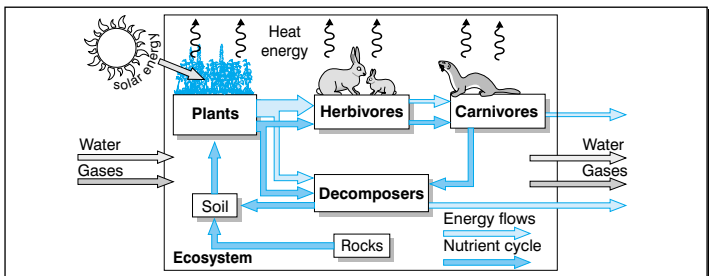 solar energy
Heat
energy
Plants
Herbivores
Carnivores
Water
Gases
Water
Gases
Decomposers
Soil
Energy flows
Nutrient cycle
Rocks
Ecosystem